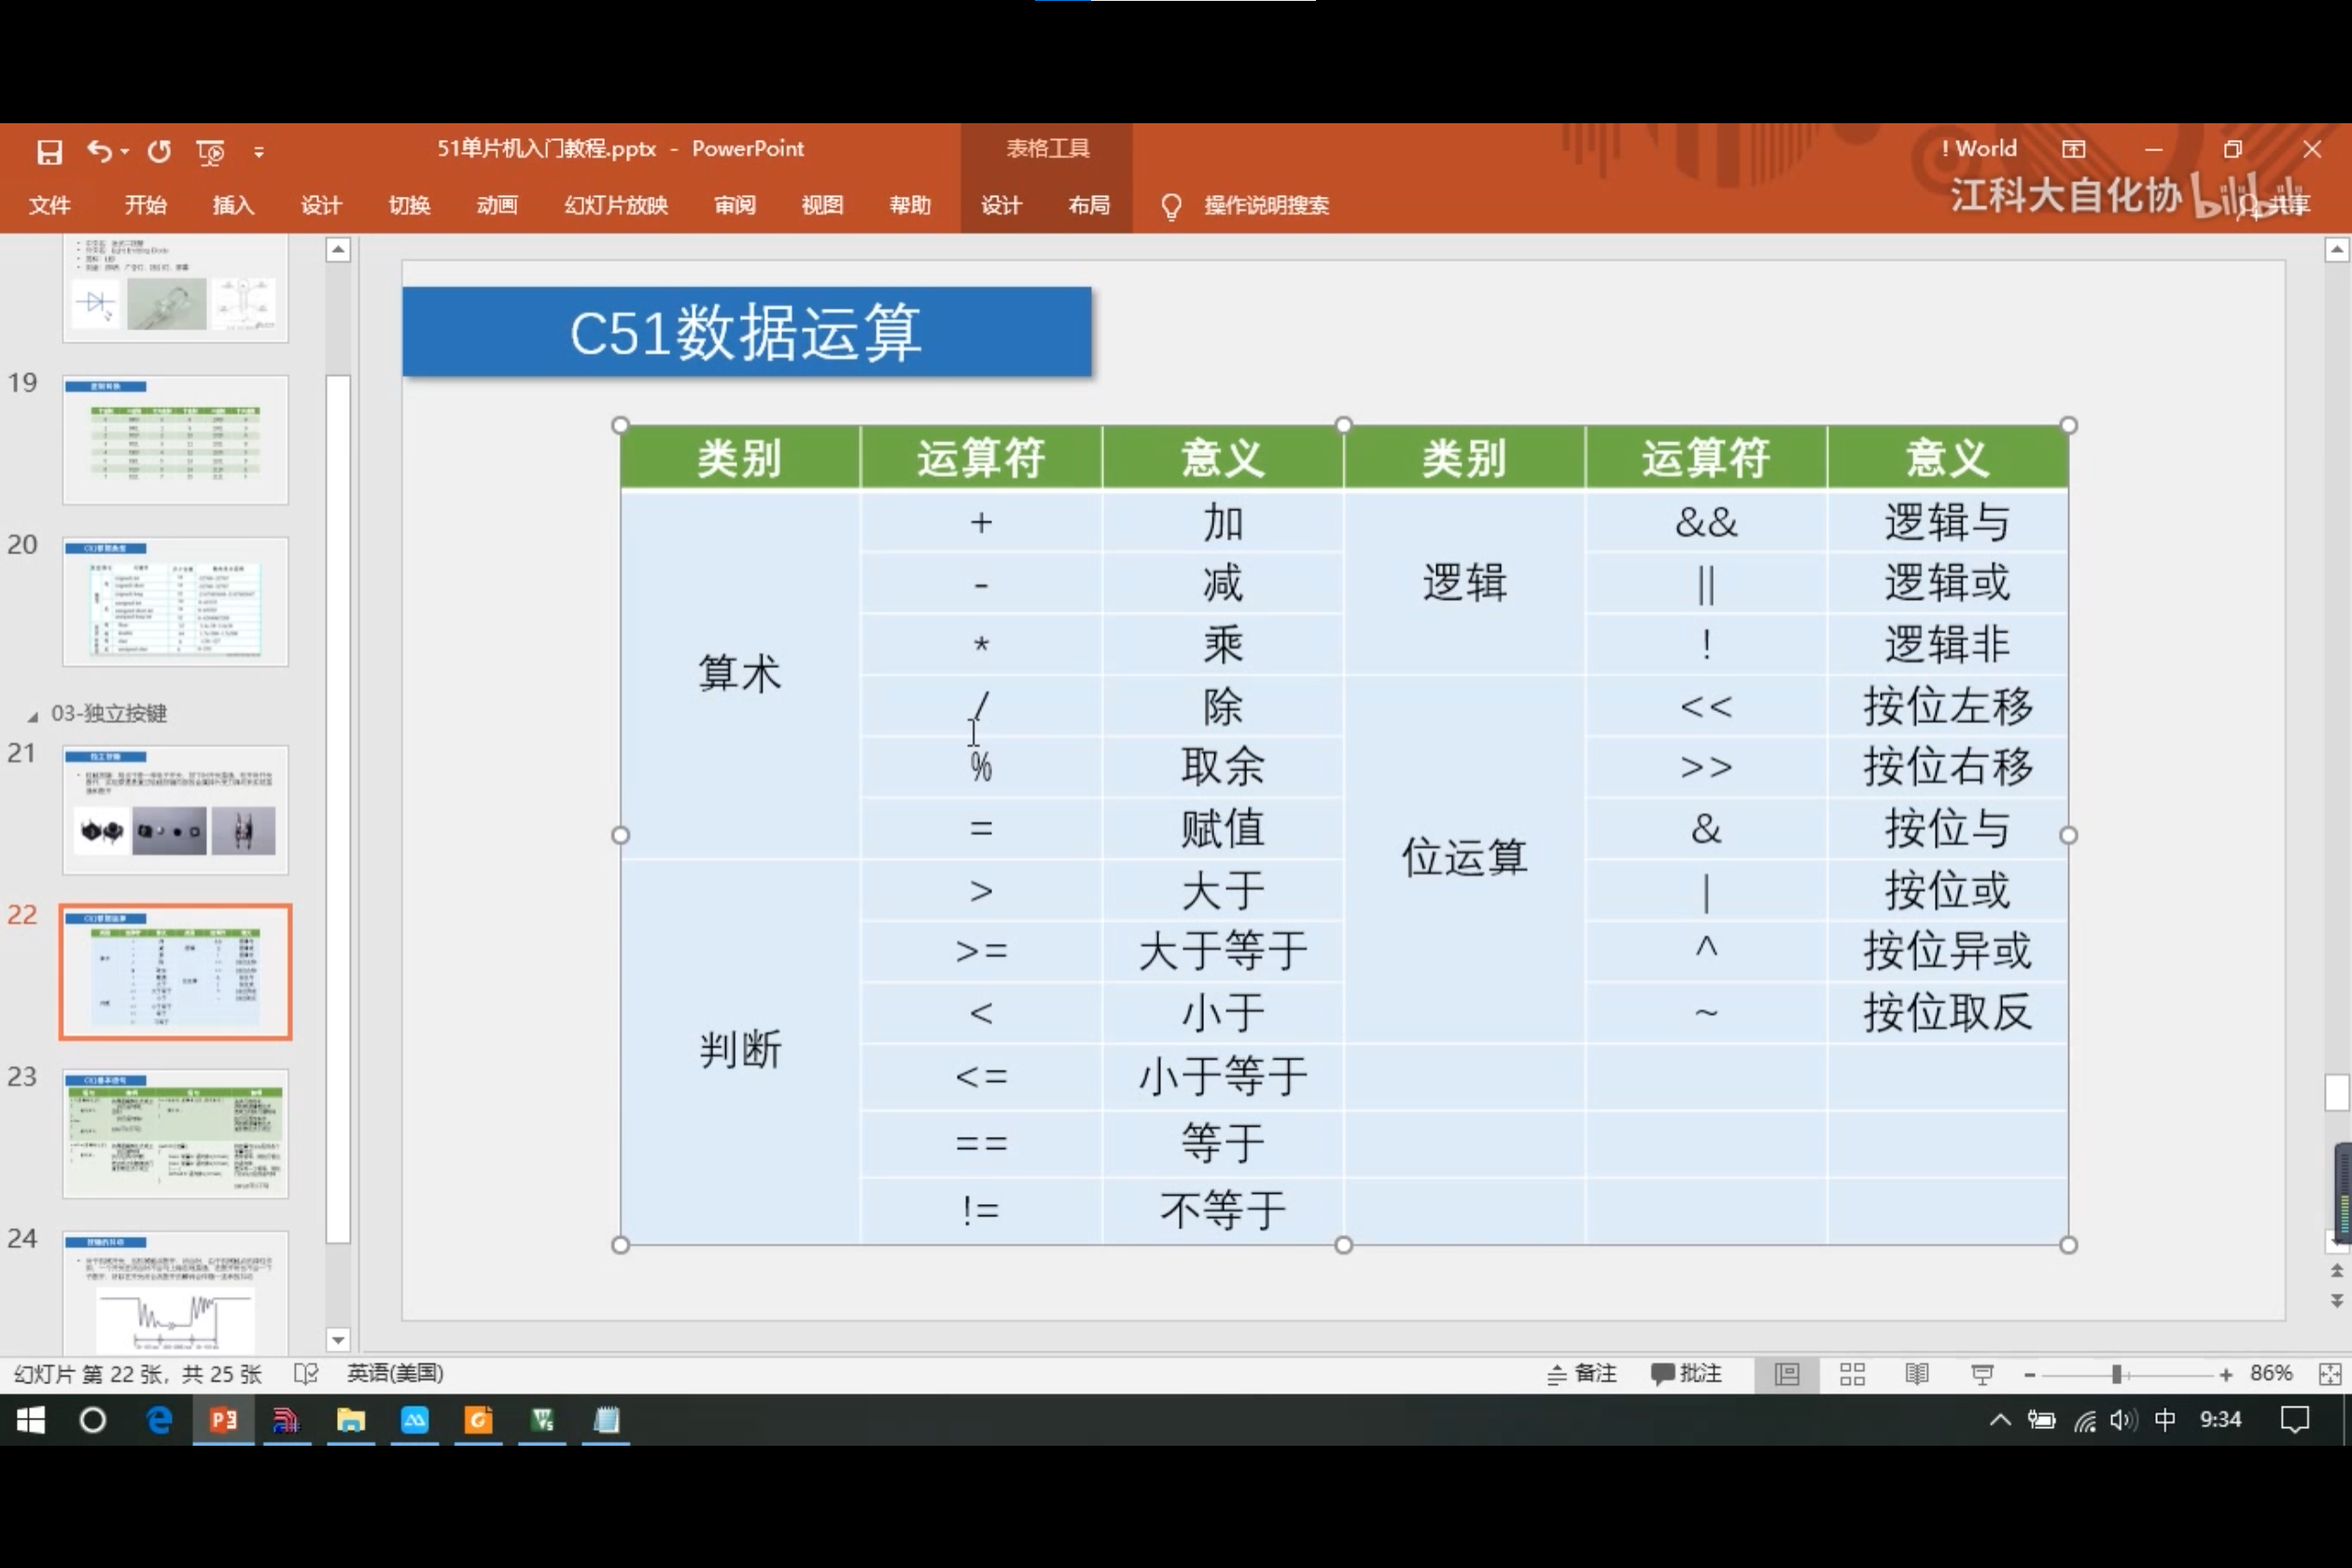 51单片机入门教程.pptx - PowerPoint
表格工具
! World
文件 开始 插入 设计 切换 动画 幻灯片放映 审阅 视图 帮助 设计 布局 操作说明搜索
江科大自化协 bilibili
共享
19
20
03-独立按键
21
22
23
24
C51数据运算
类别 运算符 意义 类别 运算符 意义
算术 + 加 逻辑 && 逻辑与
- 减 || 逻辑或
* 乘 ! 逻辑非
/ 除 位运算 << 按位左移
% 取余 >> 按位右移
= 赋值 & 按位与
判断 > 大于 | 按位或
>= 大于等于 ^ 按位异或
< 小于 ~ 按位取反
<= 小于等于
== 等于
!= 不等于
幻灯片 第 22 张，共 25 张 英语(美国) 备注 批注 86%
中 9:34